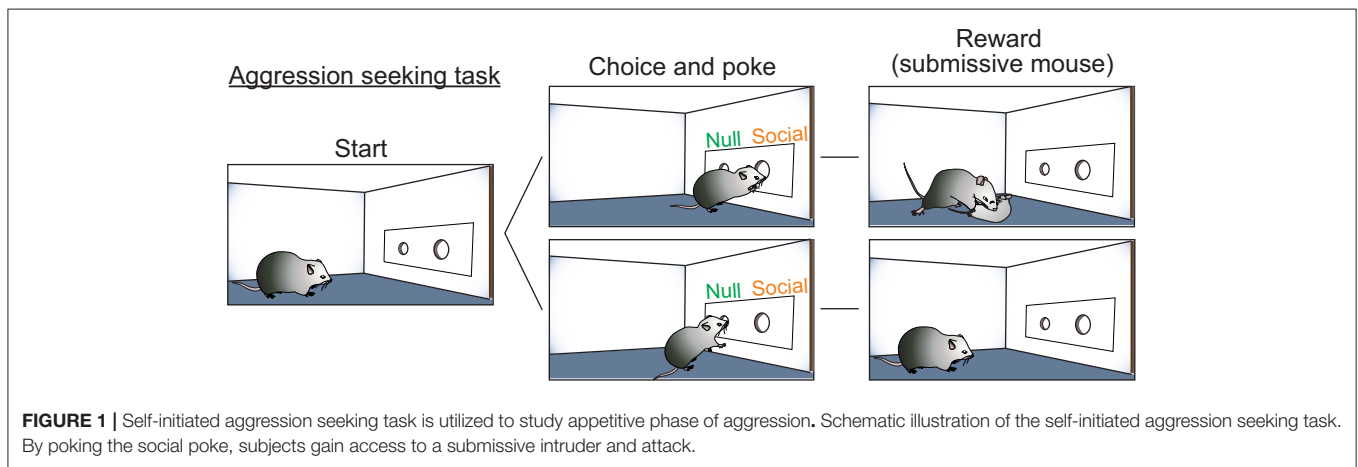 Aggression seeking task
Start
Choice and poke
Null Social
Null Social
Reward
(submissive mouse)
FIGURE 1 | Self-initiated aggression seeking task is utilized to study appetitive phase of aggression. Schematic illustration of the self-initiated aggression seeking task.
By poking the social poke, subjects gain access to a submissive intruder and attack.